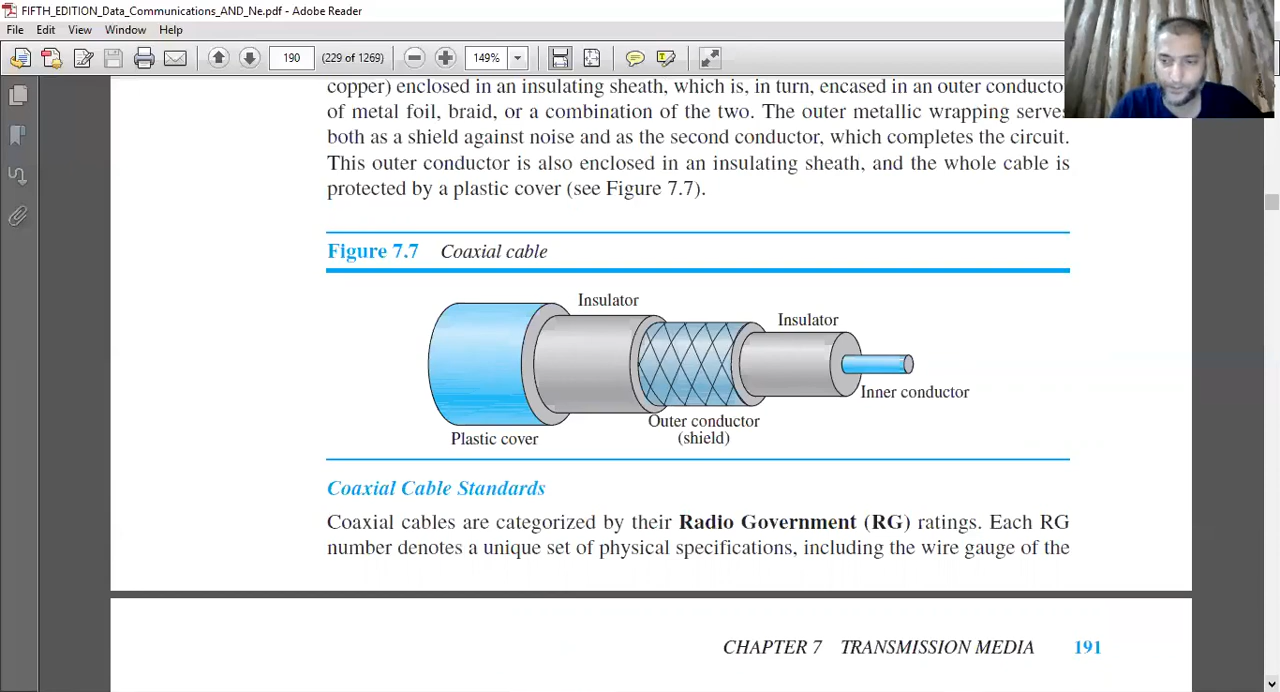 FIFTH_EDITION_Data_Communications_AND_Ne.pdf - Adobe Reader
File Edit View Window Help
190 (229 of 1269) 149%
copper) enclosed in an insulating sheath, which is, in turn, encased in an outer
of metal foil, braid, or a combination of the two. The outer metallic wrapping
both as a shield against noise and as the second conductor, which completes the circuit.
This outer conductor is also enclosed in an insulating sheath, and the whole cable is
protected by a plastic cover (see Figure 7.7).
Figure 7.7 Coaxial cable
Insulator
Insulator
Inner conductor
Outer conductor
(shield)
Plastic cover
Coaxial Cable Standards
Coaxial cables are categorized by their Radio Government (RG) ratings. Each RG
number denotes a unique set of physical specifications, including the wire gauge of the
CHAPTER 7 TRANSMISSION MEDIA 191